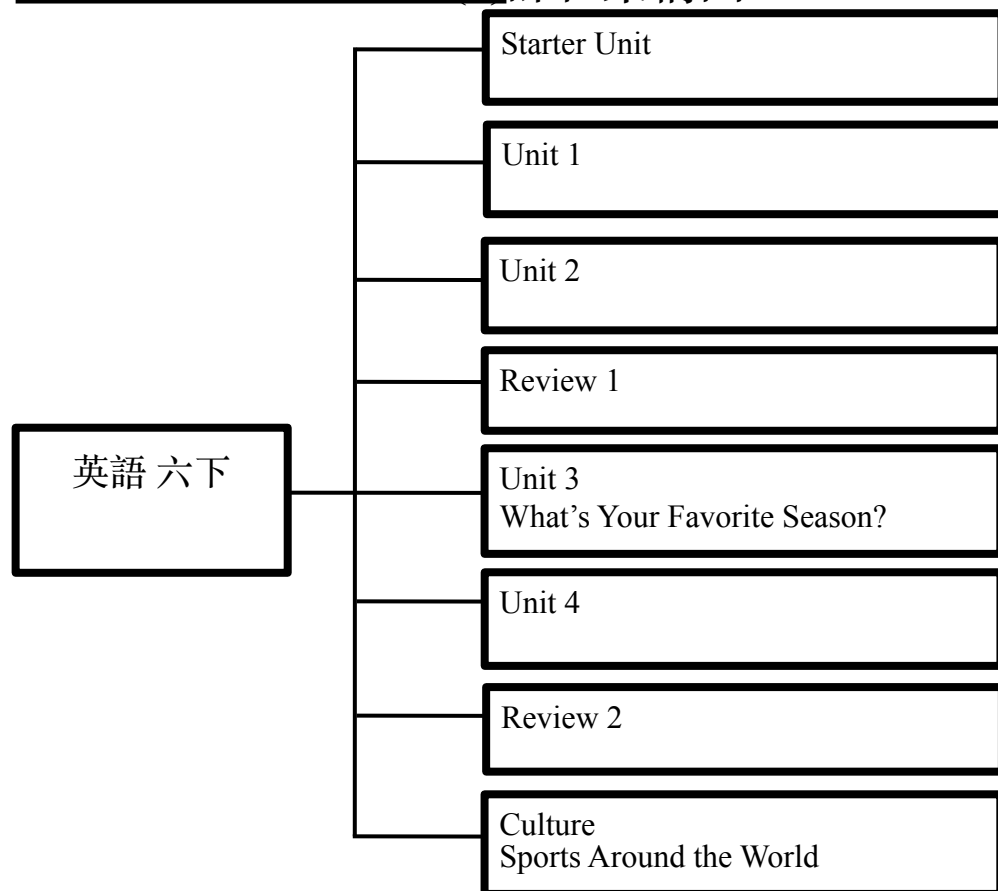 Starter Unit
Unit 1
Unit 2
Review 1
英語 六下
Unit 3
What’s Your Favorite Season?
Unit 4
Review 2
Culture
Sports Around the World